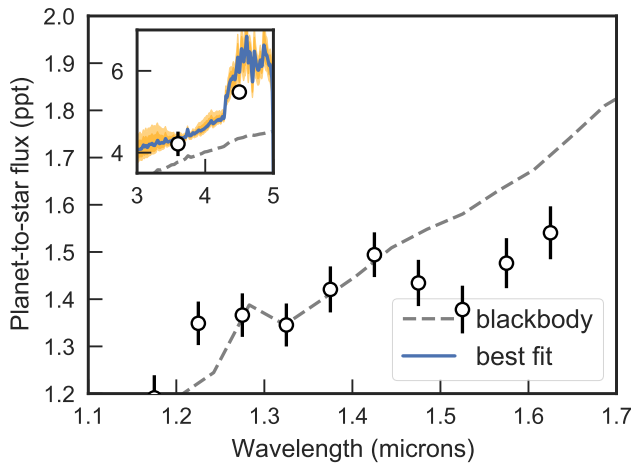 2.0
1.9
1.8
1.7
1.6
1.5
1.4
1.3
1.2
Planet-to-star flux (ppt)
6
4
3 4 5
blackbody
best fit
1.1 1.2 1.3 1.4 1.5 1.6 1.7
Wavelength (microns)